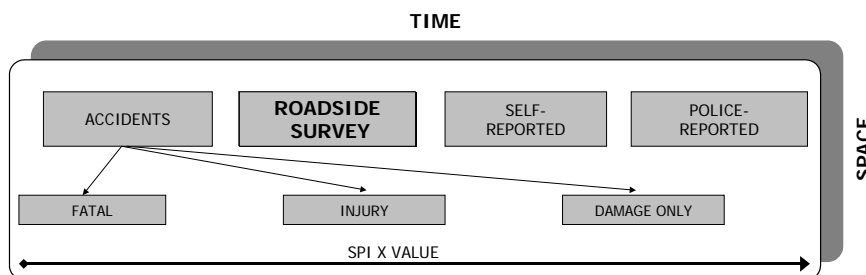 TIME
ACCIDENTS
ROADSIDE
SURVEY
SELF-
REPORTED
POLICE-
REPORTED
SPACE
FATAL
INJURY
DAMAGE ONLY
SPI X VALUE